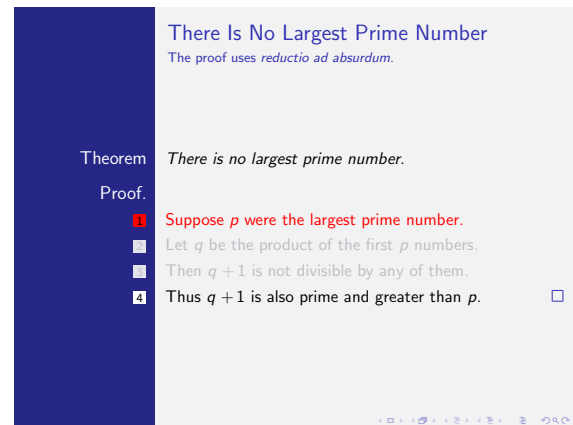 There Is No Largest Prime Number
The proof uses reductio ad absurdum.
Theorem There is no largest prime number.
Proof.
1 Suppose p were the largest prime number.
2 Let q be the product of the first p numbers.
3 Then q + 1 is not divisible by any of them.
4 Thus q + 1 is also prime and greater than p. □